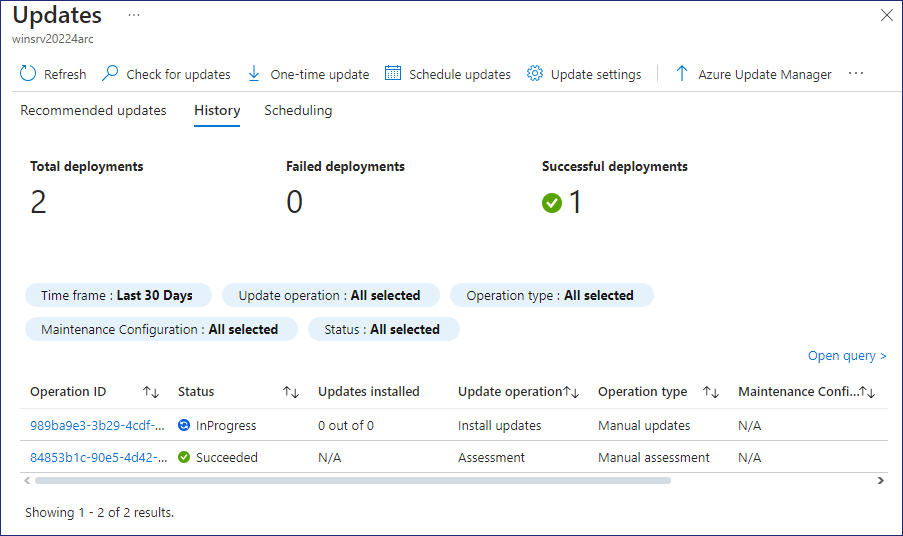 Updates ...
winsrv20224arc
Refresh Check for updates One-time update Schedule updates Update settings Azure Update Manager ...
Recommended updates History Scheduling
Total deployments Failed deployments Successful deployments
2 0 1
Time frame : Last 30 Days Update operation : All selected Operation type : All selected
Maintenance Configuration : All selected Status : All selected
Open query >
Operation ID Status Updates installed Update operation Operation type Maintenance Confi...
989ba9e3-3b29-4cdf-... InProgress 0 out of 0 Install updates Manual updates N/A
84853b1c-90e5-4d42-... Succeeded N/A Assessment Manual assessment N/A
Showing 1 - 2 of 2 results.